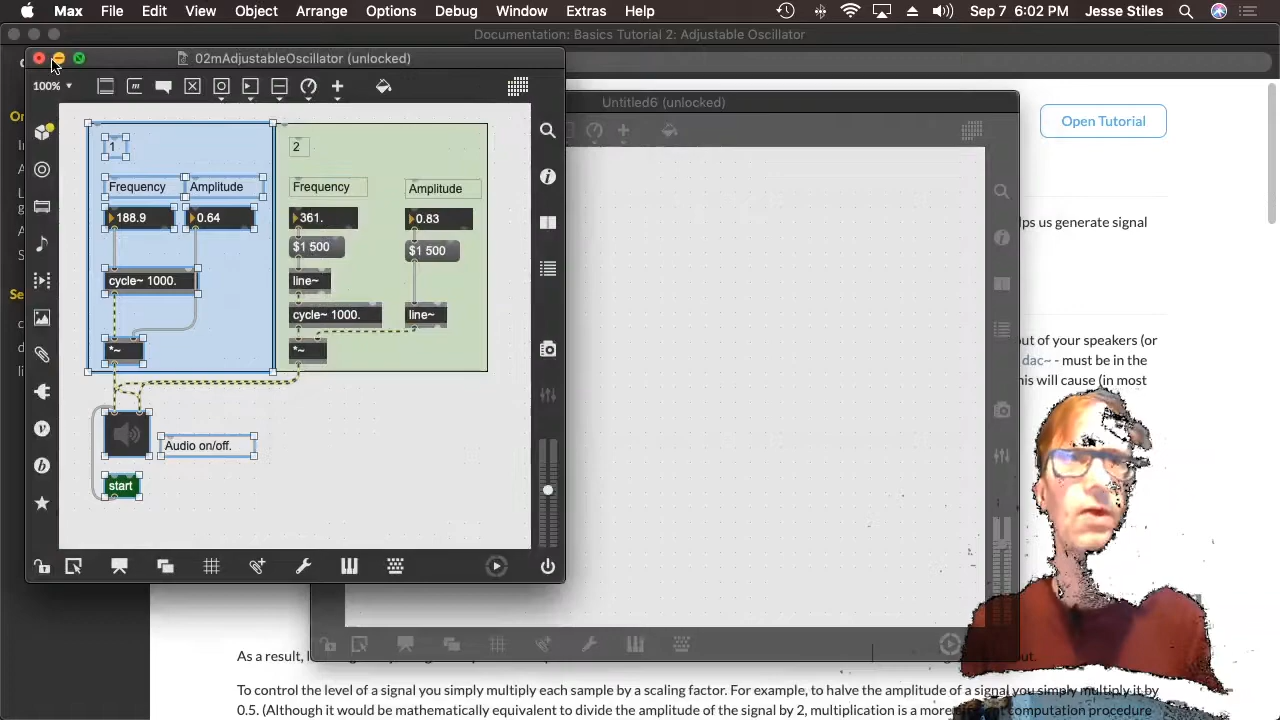 Max File Edit View Object Arrange Options Debug Window Extras Help Sep 7 6:02 PM Jesse Stiles
Documentation: Basics Tutorial 2: Adjustable Oscillator
02mAdjustableOscillator (unlocked)
100%
Untitled6 (unlocked)
Open Tutorial
1
2
Frequency Amplitude
Frequency
Amplitude
188.9
0.64
361.
0.83
$1 500
$1 500
cycle~ 1000.
line~
cycle~ 1000.
line~
*~
*~
Audio on/off.
start
lps us generate signal
out of your speakers (or
dac~ - must be in the
his will cause (in most
As a result,
out.
To control the level of a signal you simply multiply each sample by a scaling factor. For example, to halve the amplitude of a signal you simply multiply it by
0.5. (Although it would be mathematically equivalent to divide the amplitude of the signal by 2, multiplication is a more computation procedure